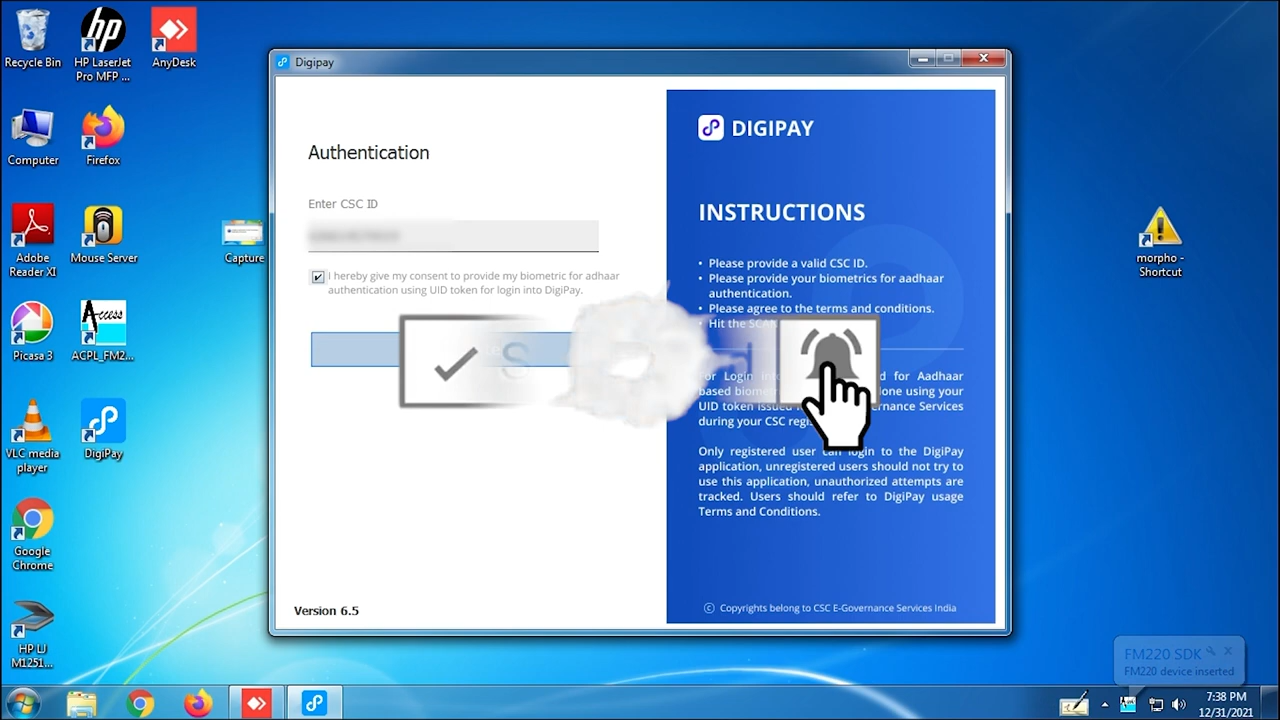 Recycle Bin
HP LaserJet
Pro MFP ...
AnyDesk
Computer
Firefox
Adobe
Reader XI
Mouse Server
Capture
Picasa 3
ACPL_FM2...
VLC media
player
DigiPay
Google
Chrome
HP LJ
M1251...
morpho -
Shortcut
Digipay
Authentication
Enter CSC ID
I hereby give my consent to provide my biometric for adhaar
authentication using UID token for login into DigiPay.
Version 6.5
DIGIPAY
INSTRUCTIONS
• Please provide a valid CSC ID.
• Please provide your biometrics for aadhaar
authentication.
• Please agree to the terms and conditions.
• Hit the SCAN
For Login into d for Aadhaar
based done using your
UID token issued
during your CSC
Only registered user can login to the DigiPay
application, unregistered users should not try to
use this application, unauthorized attempts are
tracked. Users should refer to DigiPay usage
Terms and Conditions.
© Copyrights belong to CSC E-Governance Services India
FM220 SDK
FM220 device inserted
7:38 PM
12/31/2021